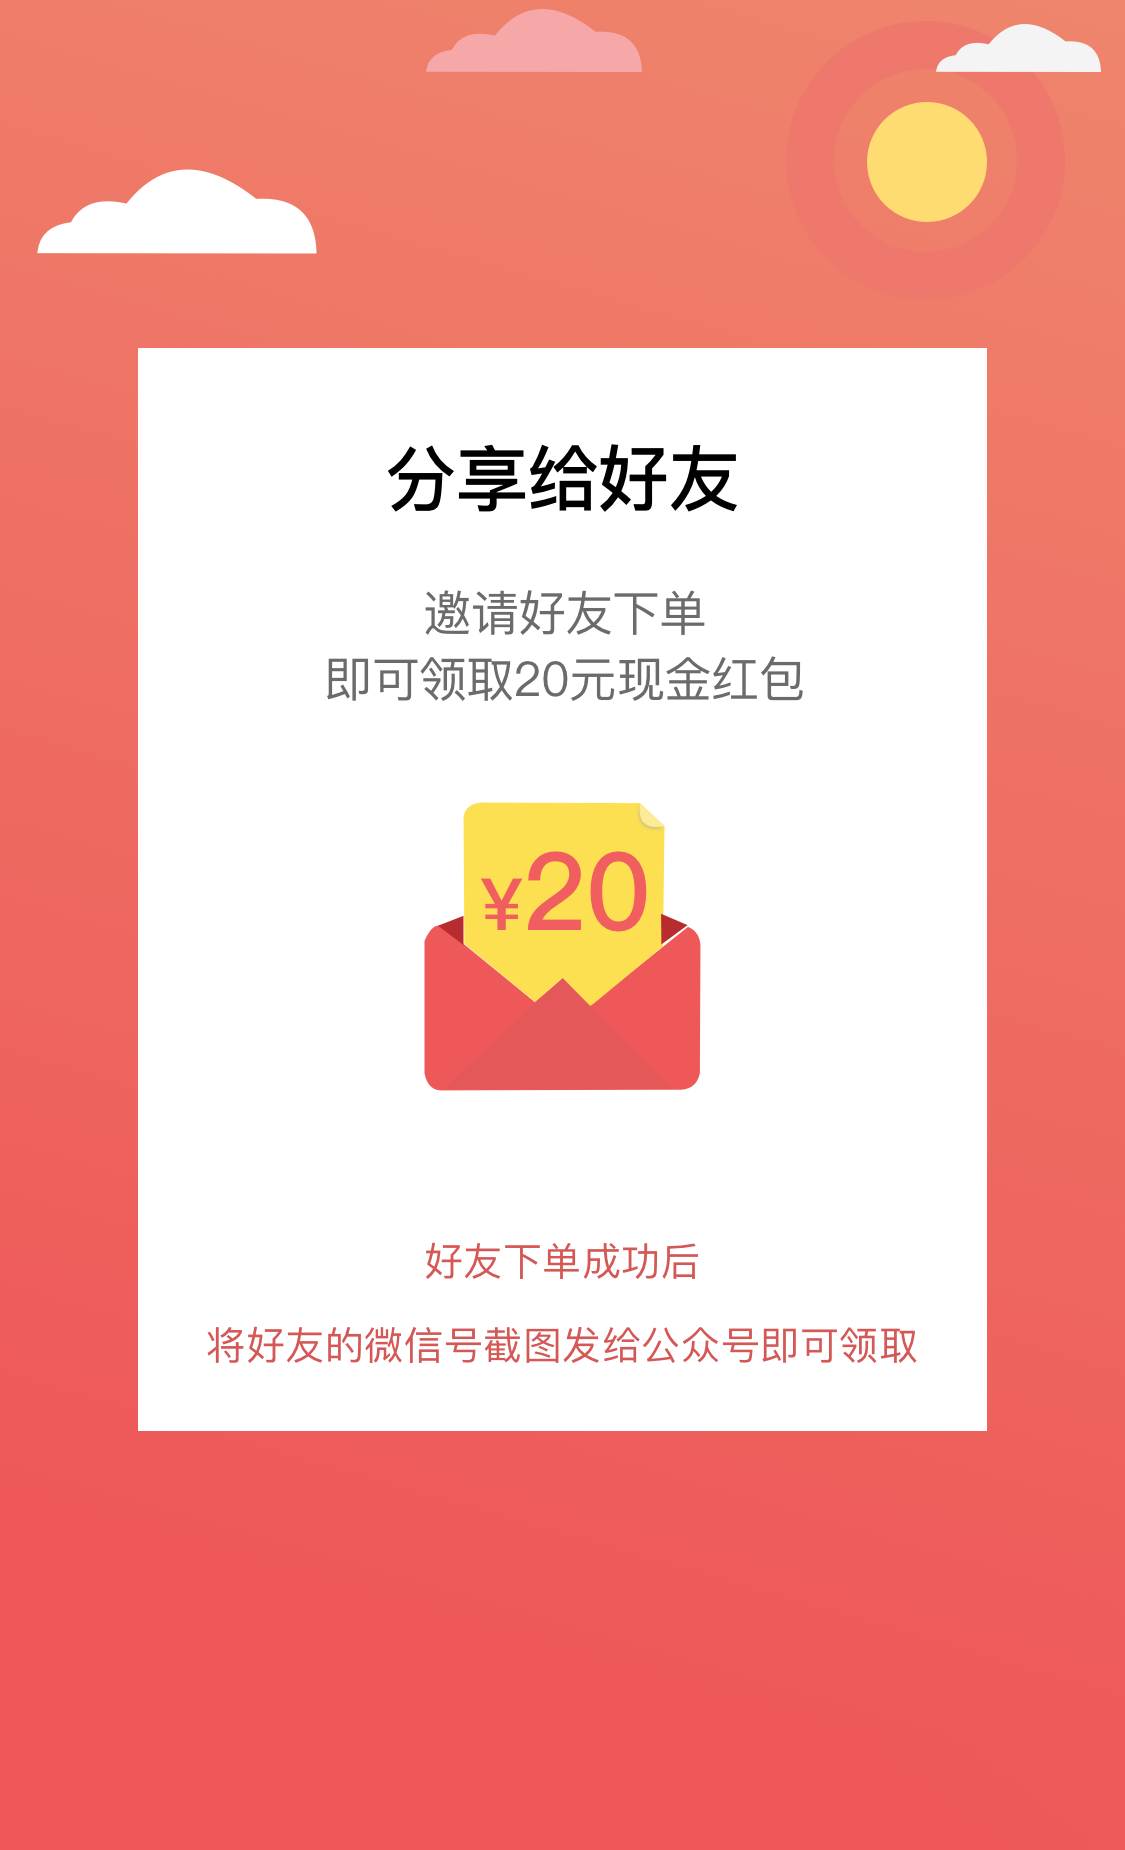 分享给好友
邀请好友下单
即可领取20元现金红包
¥20
好友下单成功后
将好友的微信号截图发给公众号即可领取